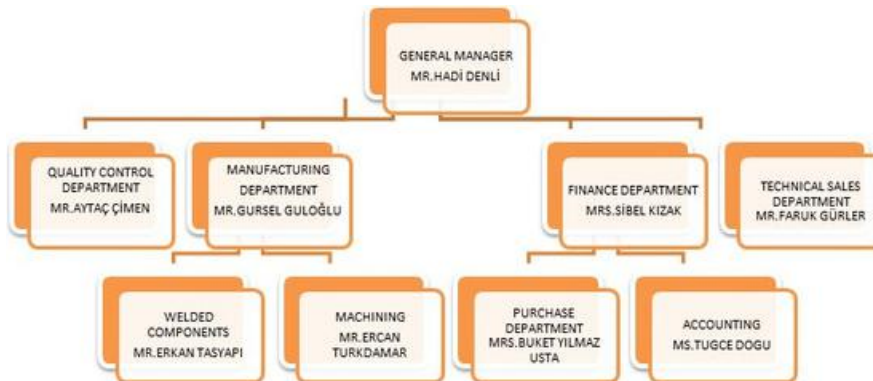 GENERAL MANAGER
MR.HADİ DENLİ
QUALITY CONTROL
DEPARTMENT
MR.AYTAÇ ÇİMEN
MANUFACTURING
DEPARTMENT
MR.GURSEL GULOĞLU
FINANCE DEPARTMENT
MRS.SİBEL KIZAK
TECHNICAL SALES
DEPARTMENT
MR.FARUK GÜRLER
WELDED
COMPONENTS
MR.ERKAN TASYAPI
MACHINING
MR.ERCAN
TURKDAMAR
PURCHASE
DEPARTMENT
MRS.BUKET YILMAZ
USTA
ACCOUNTING
MS.TUGCE DOGU